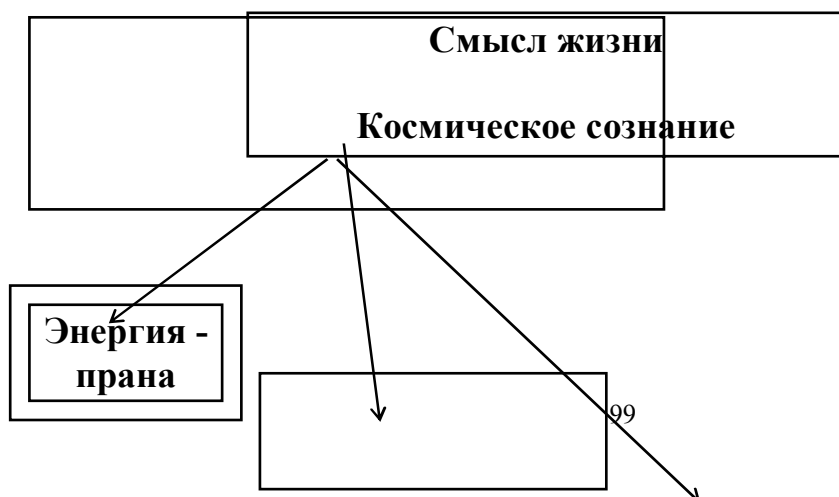 Смысл жизни
Космическое сознание
Энергия -
прана
99